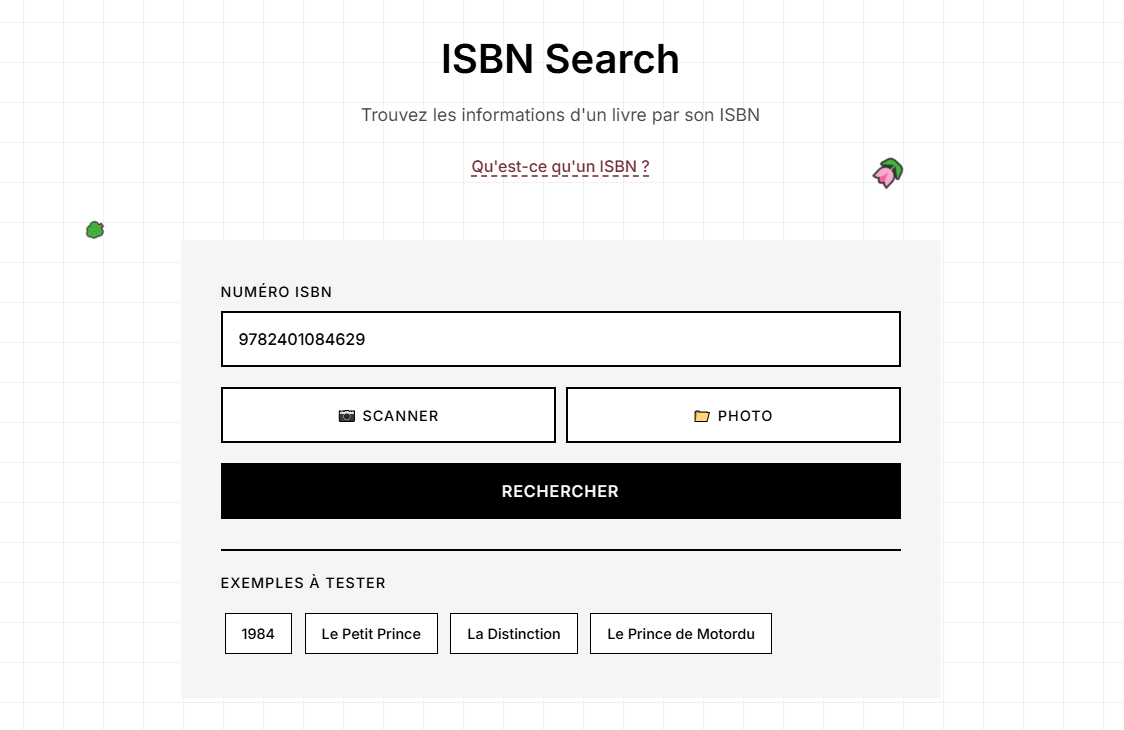 ISBN Search
Trouvez les informations d'un livre par son ISBN
Qu'est-ce qu'un ISBN ?
NUMÉRO ISBN
9782401084629
SCANNER
PHOTO
RECHERCHER
EXEMPLES À TESTER
1984
Le Petit Prince
La Distinction
Le Prince de Motordu